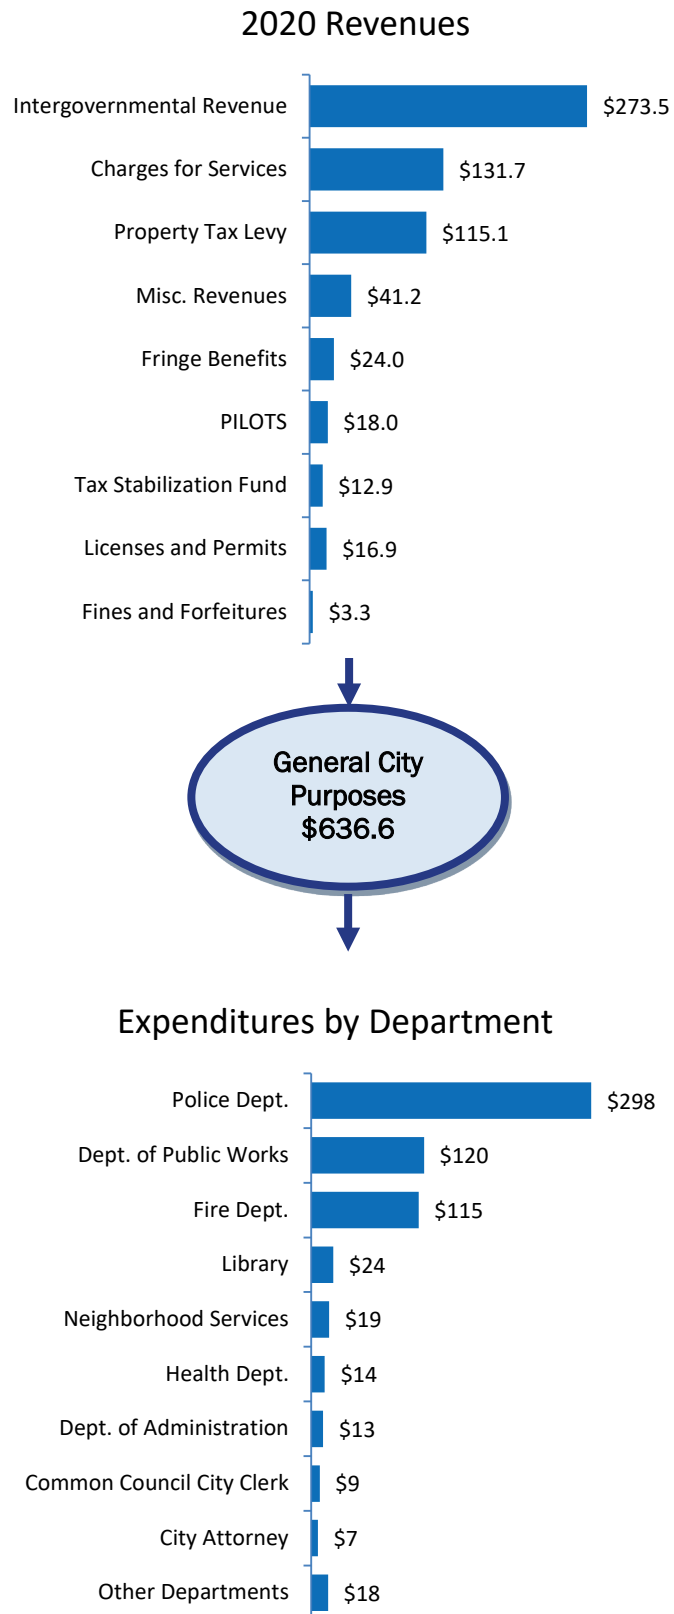 2020 Revenues
Intergovernmental Revenue $273.5
Charges for Services $131.7
Property Tax Levy $115.1
Misc. Revenues $41.2
Fringe Benefits $24.0
PILOTS $18.0
Tax Stabilization Fund $12.9
Licenses and Permits $16.9
Fines and Forfeitures $3.3
General City
Purposes
$636.6
Expenditures by Department
Police Dept. $298
Dept. of Public Works $120
Fire Dept. $115
Library $24
Neighborhood Services $19
Health Dept. $14
Dept. of Administration $13
Common Council City Clerk $9
City Attorney $7
Other Departments $18